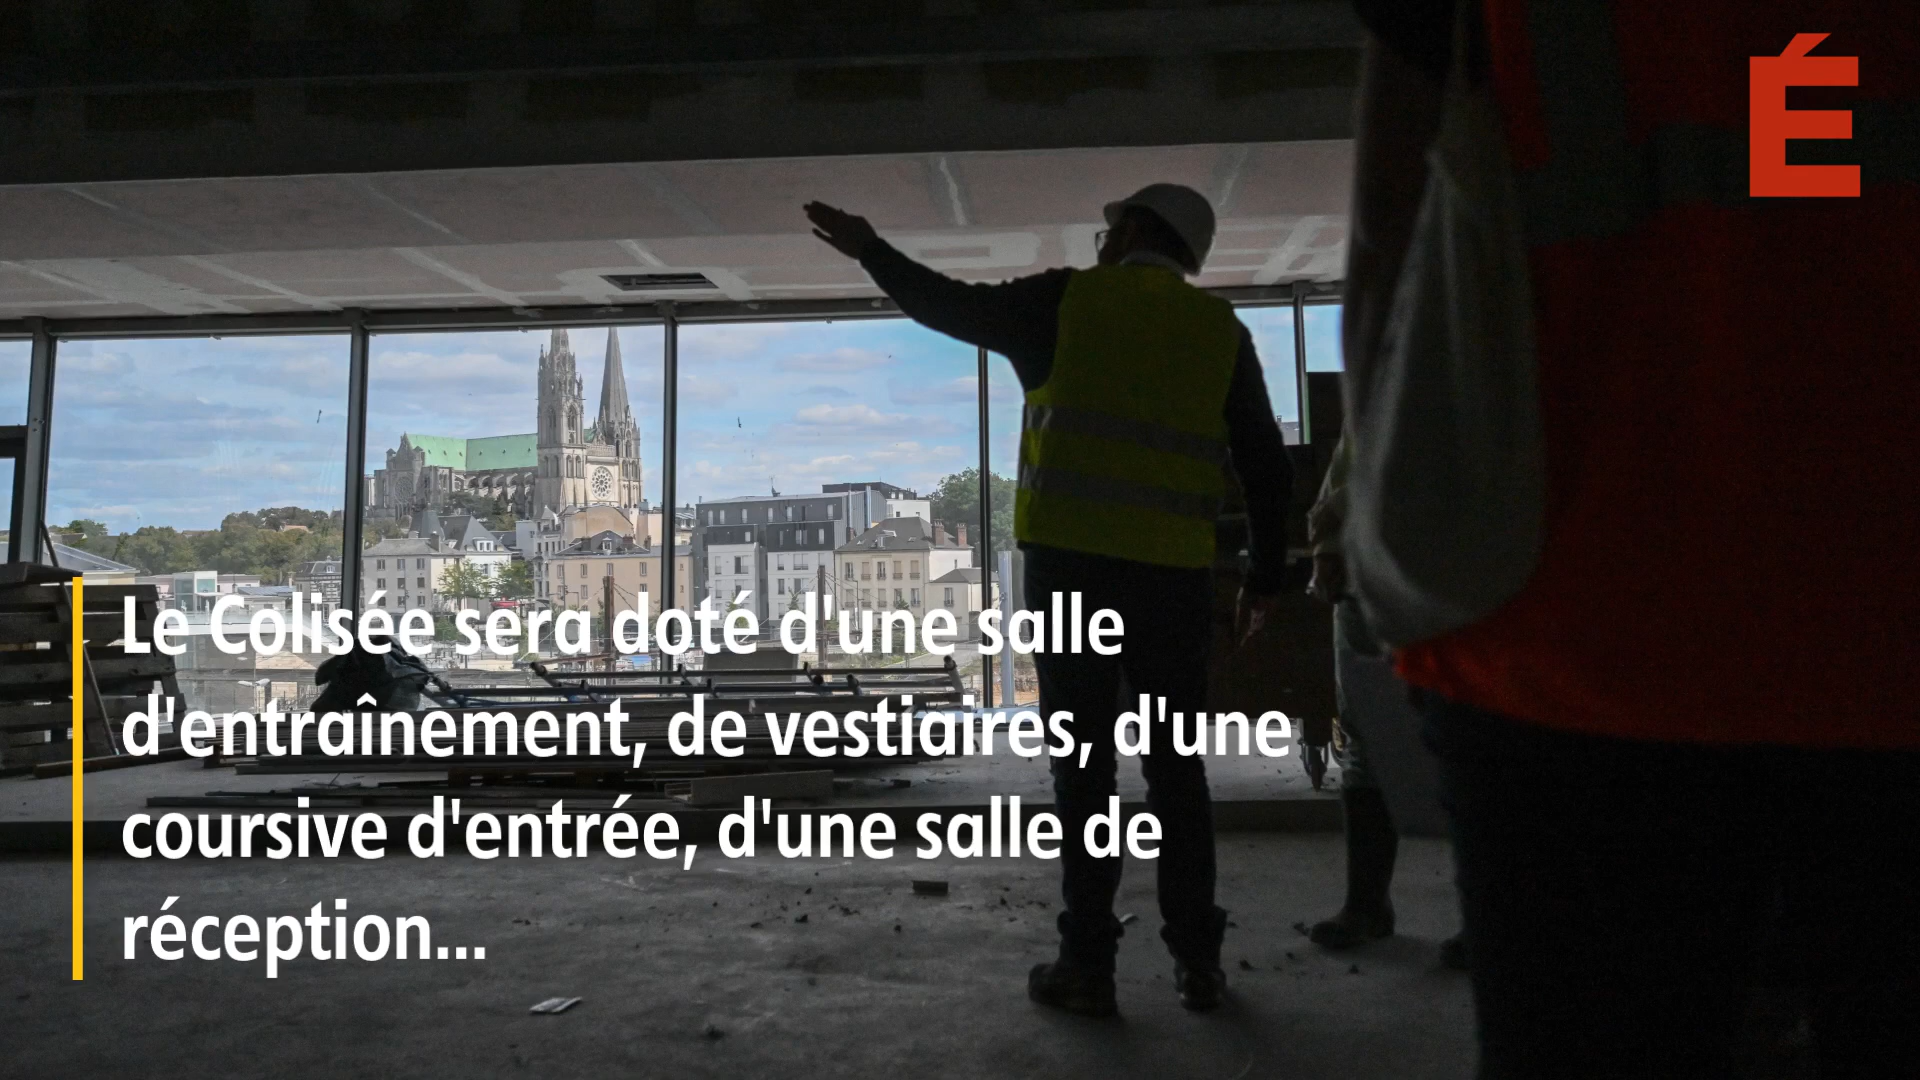 É
Le Colisée sera doté d'une salle
d'entraînement, de vestiaires, d'une
coursive d'entrée, d'une salle de
réception...